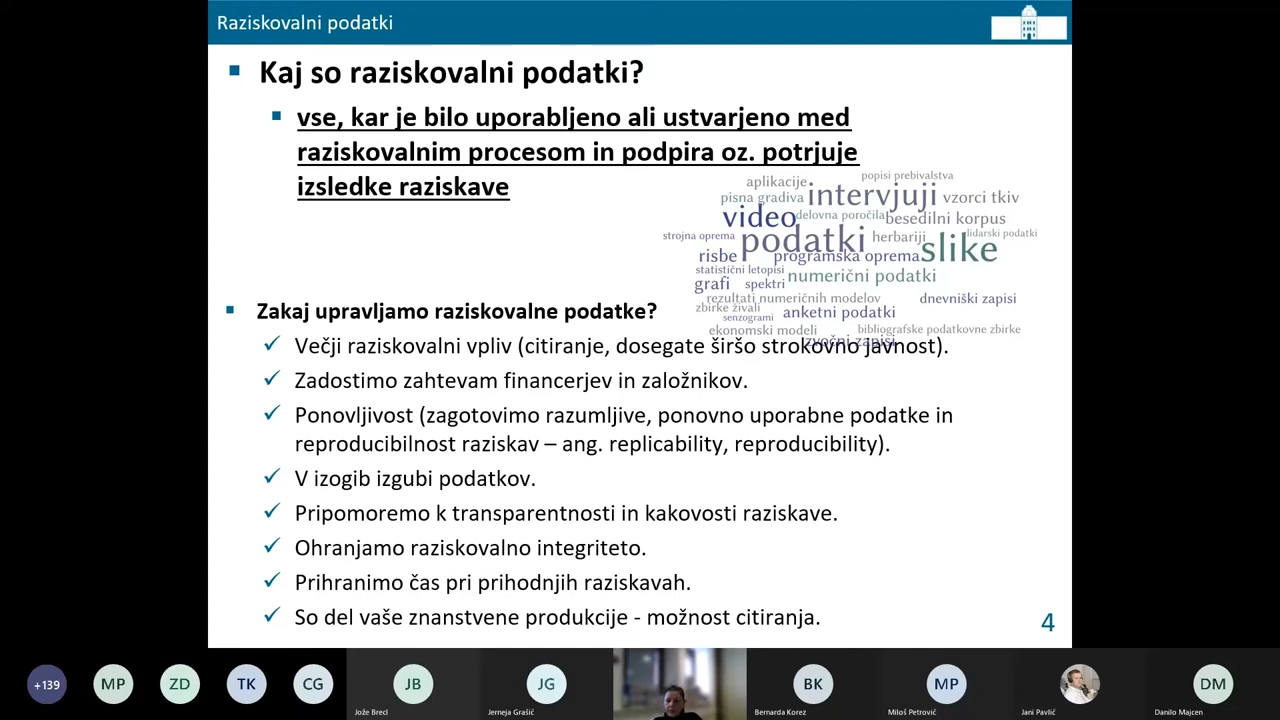 Raziskovalni podatki
Kaj so raziskovalni podatki?
vse, kar je bilo uporabljeno ali ustvarjeno med
raziskovalnim procesom in podpira oz. potrjuje
izsledke raziskave
popisi prebivalstva
aplikacije
intervjuji
vzorci tkiv
pisna gradiva
video
delovna poročila
besedilni korpus
strojna oprema
podatki
herbariji
lidarski podatki
slike
risbe
programska oprema
statistični letopisi
numerični podatki
grafi
spektri
rezultati numeričnih modelov
dnevniški zapisi
zbirke živali
anketni podatki
senzogrami
ekonomski modeli
bibliografske podatkovne zbirke
zvočni zapisi
Zakaj upravljamo raziskovalne podatke?
Večji raziskovalni vpliv (citiranje, dosegate širšo strokovno javnost).
Zadostimo zahtevam financerjev in založnikov.
Ponovljivost (zagotovimo razumljive, ponovno uporabne podatke in
reproducibilnost raziskav – ang. replicability, reproducibility).
V izogib izgubi podatkov.
Pripomoremo k transparentnosti in kakovosti raziskave.
Ohranjamo raziskovalno integriteto.
Prihranimo čas pri prihodnjih raziskavah.
So del vaše znanstvene produkcije - možnost citiranja.
4
+139
MP
ZD
TK
CG
JB
JG
BK
MP
DM
Jože Brecl
Jerneja Grašić
Bernarda Korez
Miloš Petrović
Jani Pavlič
Danilo Majcen